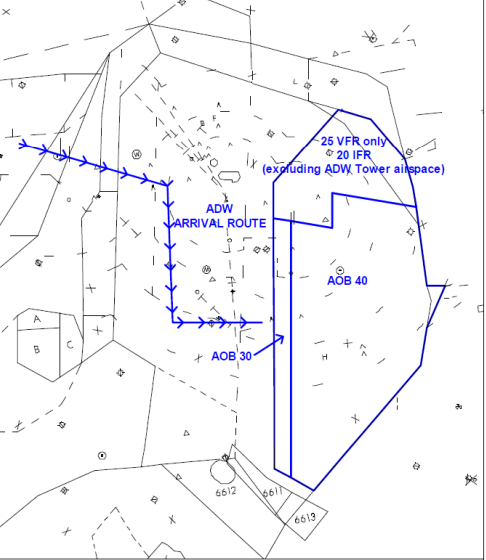 25 VFR only
20 IFR
(excluding ADW Tower airspace)
ADW
ARRIVAL ROUTE
AOB 40
AOB 30
A
B
C
F
H
6612
6611
6613